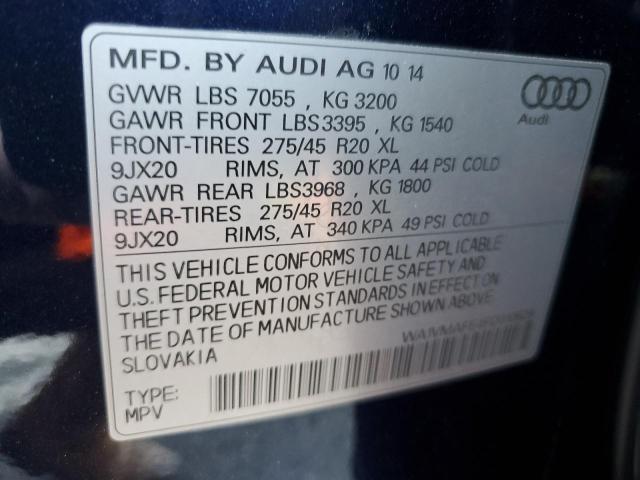 MFD. BY AUDI AG 10 14
GVWR LBS 7055 , KG 3200
GAWR FRONT LBS3395 , KG 1540
FRONT-TIRES 275/45 R20 XL
9JX20 RIMS, AT 300 KPA 44 PSI COLD
GAWR REAR LBS3968 , KG 1800
REAR-TIRES 275/45 R20 XL
9JX20 RIMS, AT 340 KPA 49 PSI COLD
THIS VEHICLE CONFORMS TO ALL APPLICABLE
U.S. FEDERAL MOTOR VEHICLE SAFETY AND
THEFT PREVENTION STANDARDS IN EFFECT ON
THE DATE OF MANUFACTURE SHOWN ABOVE.
SLOVAKIA
TYPE:
MPV
Audi